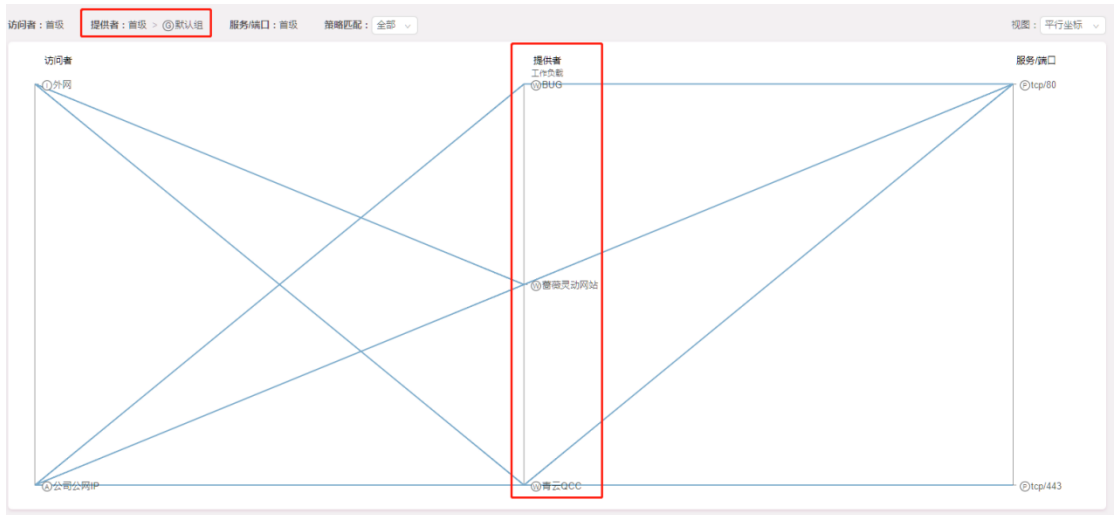 访问者：首级 提供者：首级 > Ⓖ默认组 服务/端口：首级 策略匹配： 全部 视图： 平行坐标
访问者 提供者 服务/端口
工作负载
Ⓘ外网 ⓌBUG Ⓟtcp/80
Ⓦ蔷薇灵动网站
Ⓐ公司公网IP Ⓦ青云QCC Ⓟtcp/443